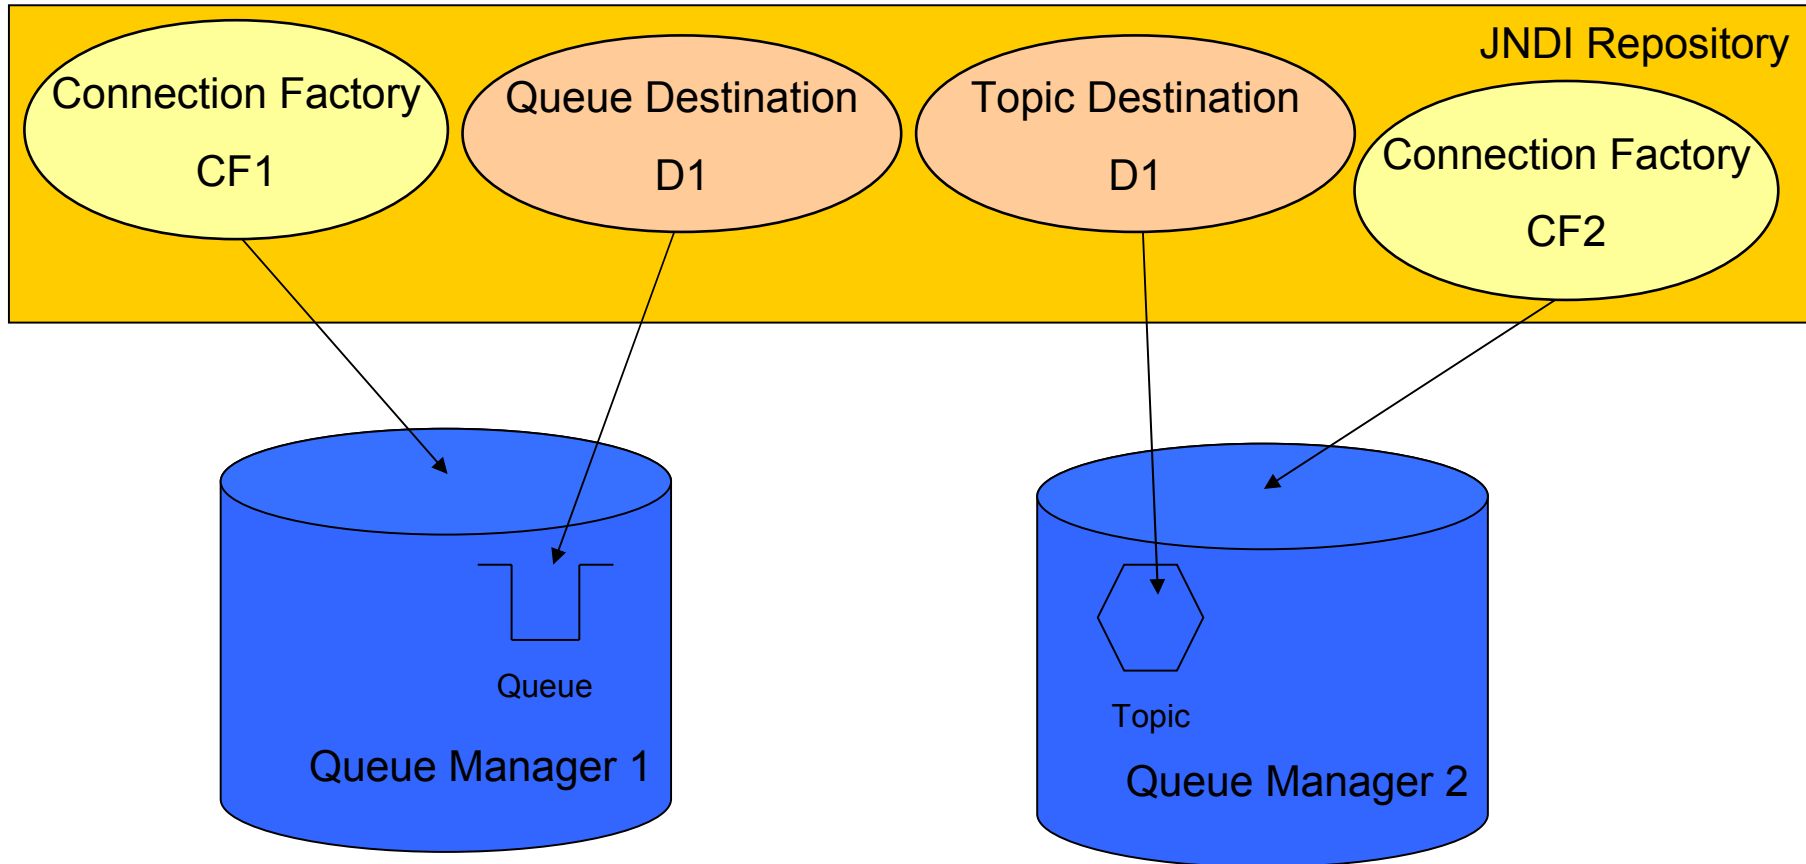 JNDI Repository
Connection Factory
CF1
Queue Destination
D1
Topic Destination
D1
Connection Factory
CF2
Queue
Queue Manager 1
Topic
Queue Manager 2